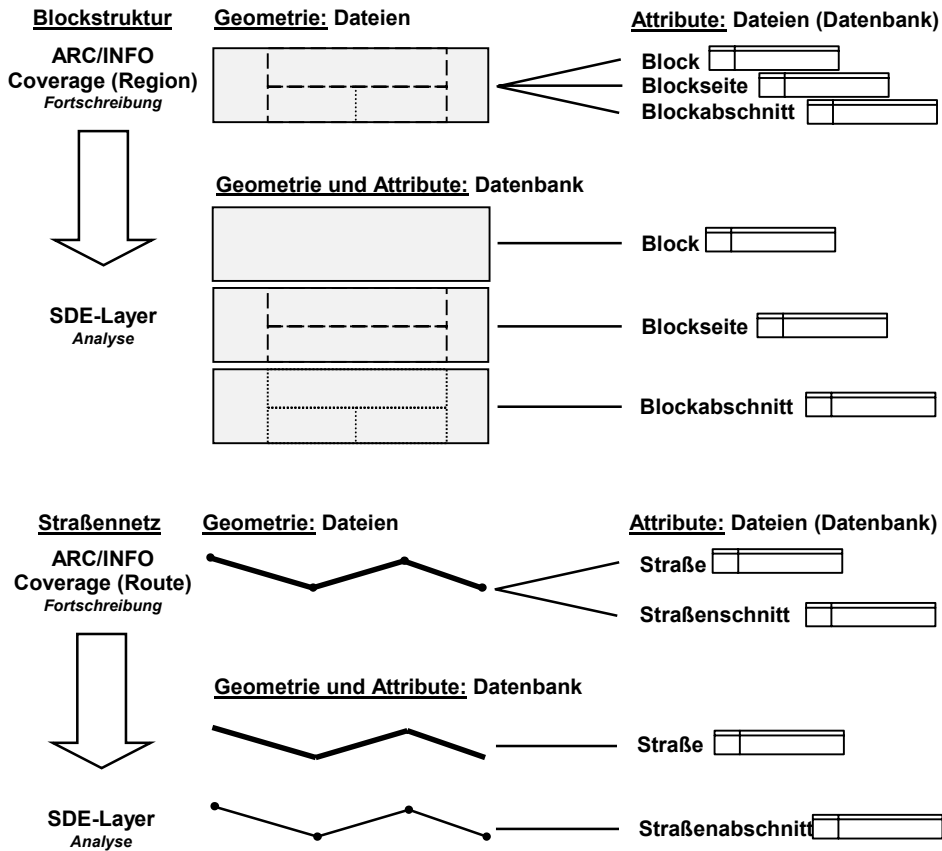 Blockstruktur
Geometrie: Dateien
Attribute: Dateien (Datenbank)
ARC/INFO
Coverage (Region)
Fortschreibung
Block
Blockseite
Blockabschnitt
Geometrie und Attribute: Datenbank
Block
SDE-Layer
Analyse
Blockseite
Blockabschnitt
Straßennetz
Geometrie: Dateien
Attribute: Dateien (Datenbank)
ARC/INFO
Coverage (Route)
Fortschreibung
Straße
Straßenschnitt
Geometrie und Attribute: Datenbank
Straße
SDE-Layer
Analyse
Straßenabschnitt